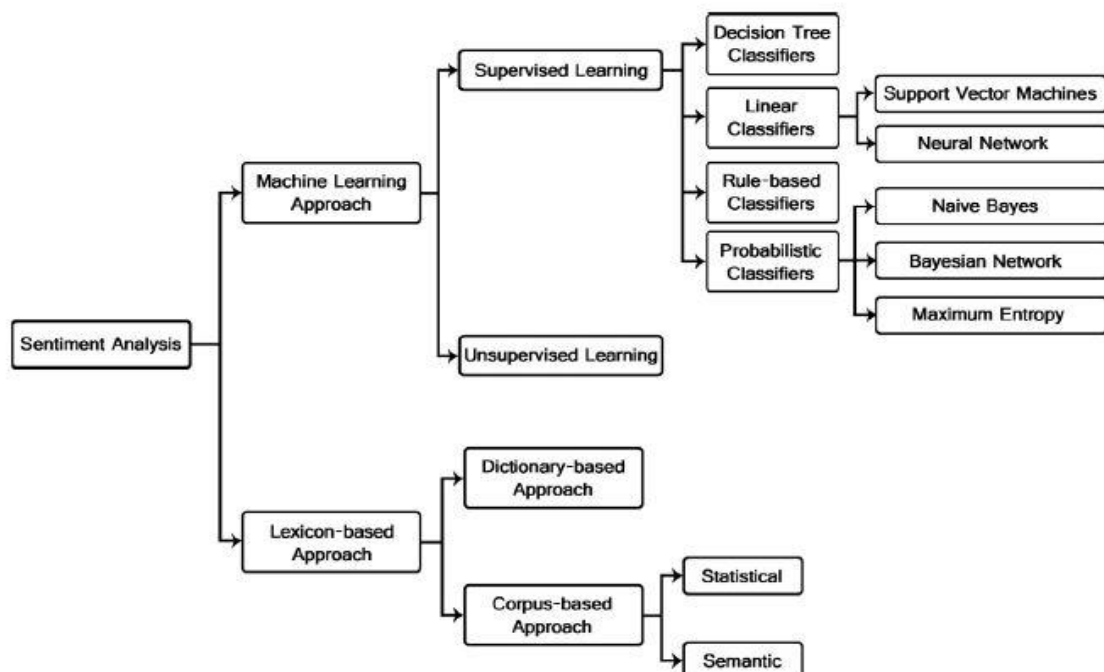 Decision Tree
Classifiers
Supervised Learning
Support Vector Machines
Linear
Classifiers
Neural Network
Machine Learning
Approach
Rule-based
Classifiers
Naive Bayes
Probabilistic
Classifiers
Bayesian Network
Maximum Entropy
Sentiment Analysis
Unsupervised Learning
Dictionary-based
Approach
Lexicon-based
Approach
Statistical
Corpus-based
Approach
Semantic